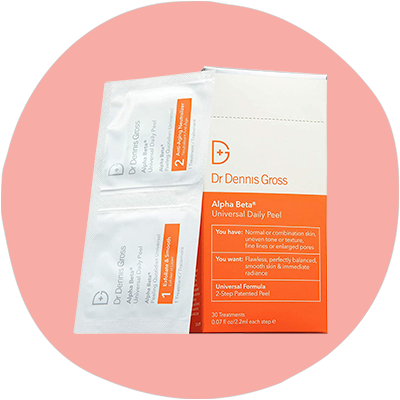 Dr Dennis Gross
Alpha Beta®
Universal Daily Peel
You have: Normal or combination skin,
uneven tone or texture,
fine lines or enlarged pores
You want: Flawless, perfectly balanced,
smooth skin & immediate
radiance
Universal Formula
2-Step Patented Peel
30 Treatments
0.07 fl oz/2.2ml each step
Dr Dennis Gross
Alpha Beta®
Universal Daily Peel
2 Anti-Aging Neutralizer
Dr Dennis Gross
Alpha Beta®
Universal Daily Peel
1 Exfoliate & Smooth